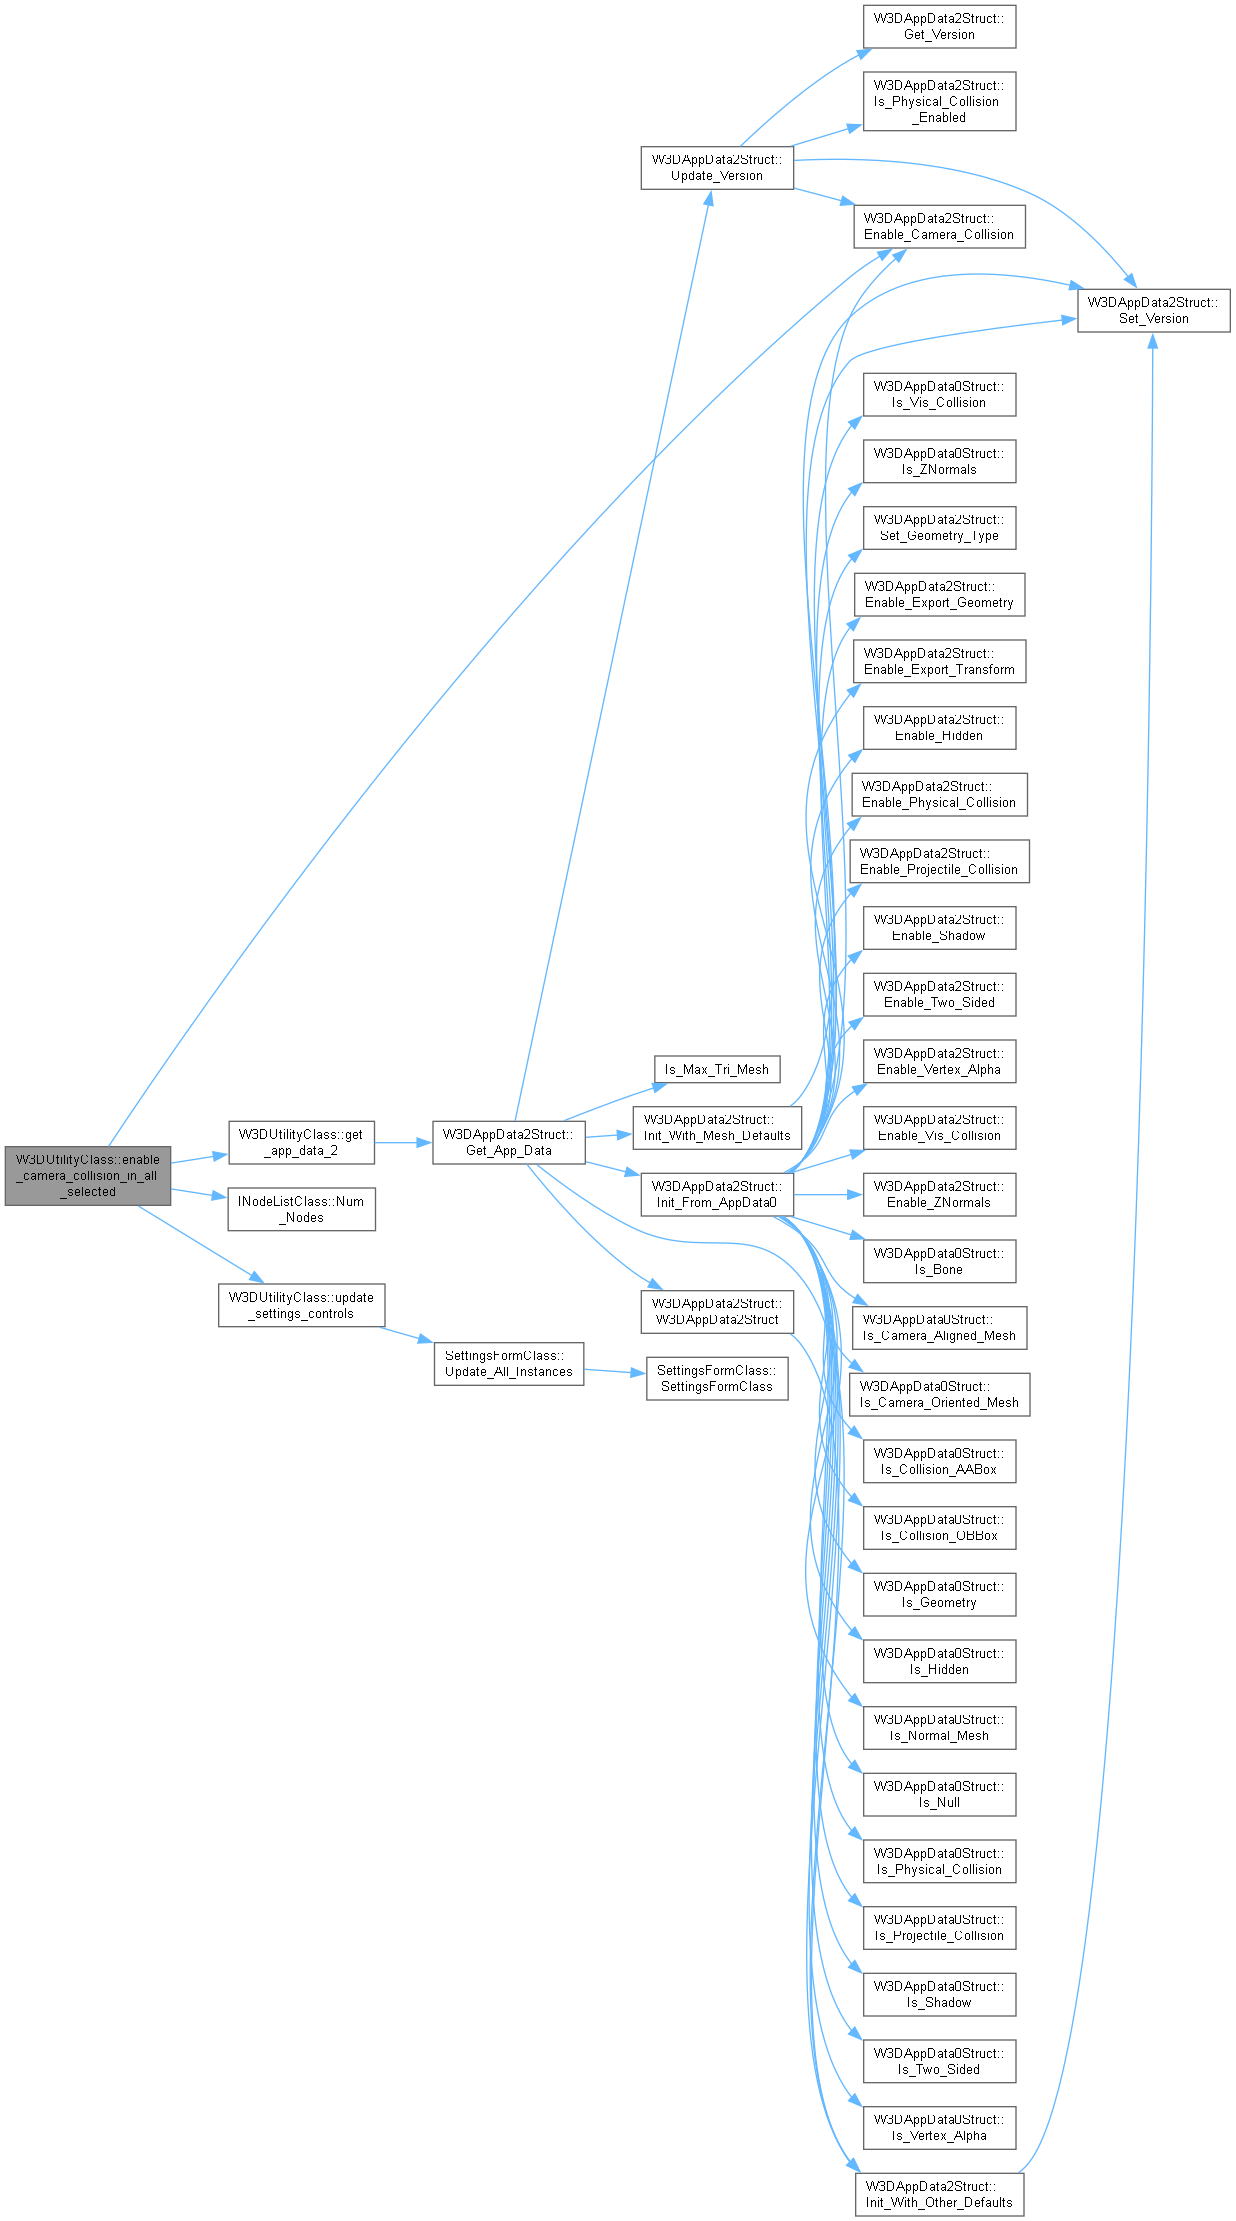 W3DUtilityClass::enable
_camera_collision_in_all
_selected
W3DUtilityClass::get
_app_data_2
INodeListClass::Num
_Nodes
W3DUtilityClass::update
_settings_controls
W3DAppData2Struct::
Get_App_Data
SettingsFormClass::
Update_All_Instances
W3DAppData2Struct::
Update_Version
Is_Max_Tri_Mesh
W3DAppData2Struct::
Init_With_Mesh_Defaults
W3DAppData2Struct::
Init_From_AppData0
W3DAppData2Struct::
W3DAppData2Struct
SettingsFormClass::
SettingsFormClass
W3DAppData2Struct::
Get_Version
W3DAppData2Struct::
Is_Physical_Collision
_Enabled
W3DAppData2Struct::
Enable_Camera_Collision
W3DAppData2Struct::
Set_Version
W3DAppData0Struct::
Is_Vis_Collision
W3DAppData0Struct::
Is_ZNormals
W3DAppData2Struct::
Set_Geometry_Type
W3DAppData2Struct::
Enable_Export_Geometry
W3DAppData2Struct::
Enable_Export_Transform
W3DAppData2Struct::
Enable_Hidden
W3DAppData2Struct::
Enable_Physical_Collision
W3DAppData2Struct::
Enable_Projectile_Collision
W3DAppData2Struct::
Enable_Shadow
W3DAppData2Struct::
Enable_Two_Sided
W3DAppData2Struct::
Enable_Vertex_Alpha
W3DAppData2Struct::
Enable_Vis_Collision
W3DAppData2Struct::
Enable_ZNormals
W3DAppData0Struct::
Is_Bone
W3DAppData0Struct::
Is_Camera_Aligned_Mesh
W3DAppData0Struct::
Is_Camera_Oriented_Mesh
W3DAppData0Struct::
Is_Collision_AABox
W3DAppData0Struct::
Is_Collision_OBBox
W3DAppData0Struct::
Is_Geometry
W3DAppData0Struct::
Is_Hidden
W3DAppData0Struct::
Is_Normal_Mesh
W3DAppData0Struct::
Is_Null
W3DAppData0Struct::
Is_Physical_Collision
W3DAppData0Struct::
Is_Projectile_Collision
W3DAppData0Struct::
Is_Shadow
W3DAppData0Struct::
Is_Two_Sided
W3DAppData0Struct::
Is_Vertex_Alpha
W3DAppData2Struct::
Init_With_Other_Defaults